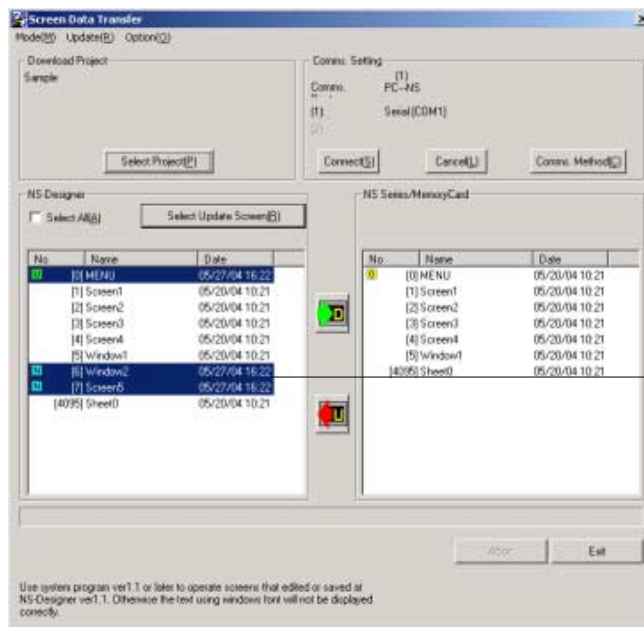 Screen Data Transfer
Mode(M) Update(R) Option(O)
Download Project
Sample
Select Project(P)
Comms. Setting
(1)
Comms. PC--NS
(1): Serial(COM1)
Connect(S) Cancel(L) Comms. Method(C)
NS-Designer
Select All(A) Select Update Screen(B)
No Name Date
U [0] MENU 05/27/04 16:22
[1] Screen1 05/20/04 10:21
[2] Screen2 05/20/04 10:21
[3] Screen3 05/20/04 10:21
[4] Screen4 05/20/04 10:21
[5] Window1 05/20/04 10:21
N [6] Window2 05/27/04 16:22
N [7] Screen5 05/27/04 16:22
[4095] Sheet0 05/20/04 10:21
D
U
NS Series/MemoryCard
No Name Date
O [0] MENU 05/20/04 10:21
[1] Screen1 05/20/04 10:21
[2] Screen2 05/20/04 10:21
[3] Screen3 05/20/04 10:21
[4] Screen4 05/20/04 10:21
[5] Window1 05/20/04 10:21
[4095] Sheet0 05/20/04 10:21
Abort Exit
Use system program ver1.1 or later to operate screens that edited or saved at
NS-Designer ver1.1. Otherwise the text using windows font will not be displayed
correctly.